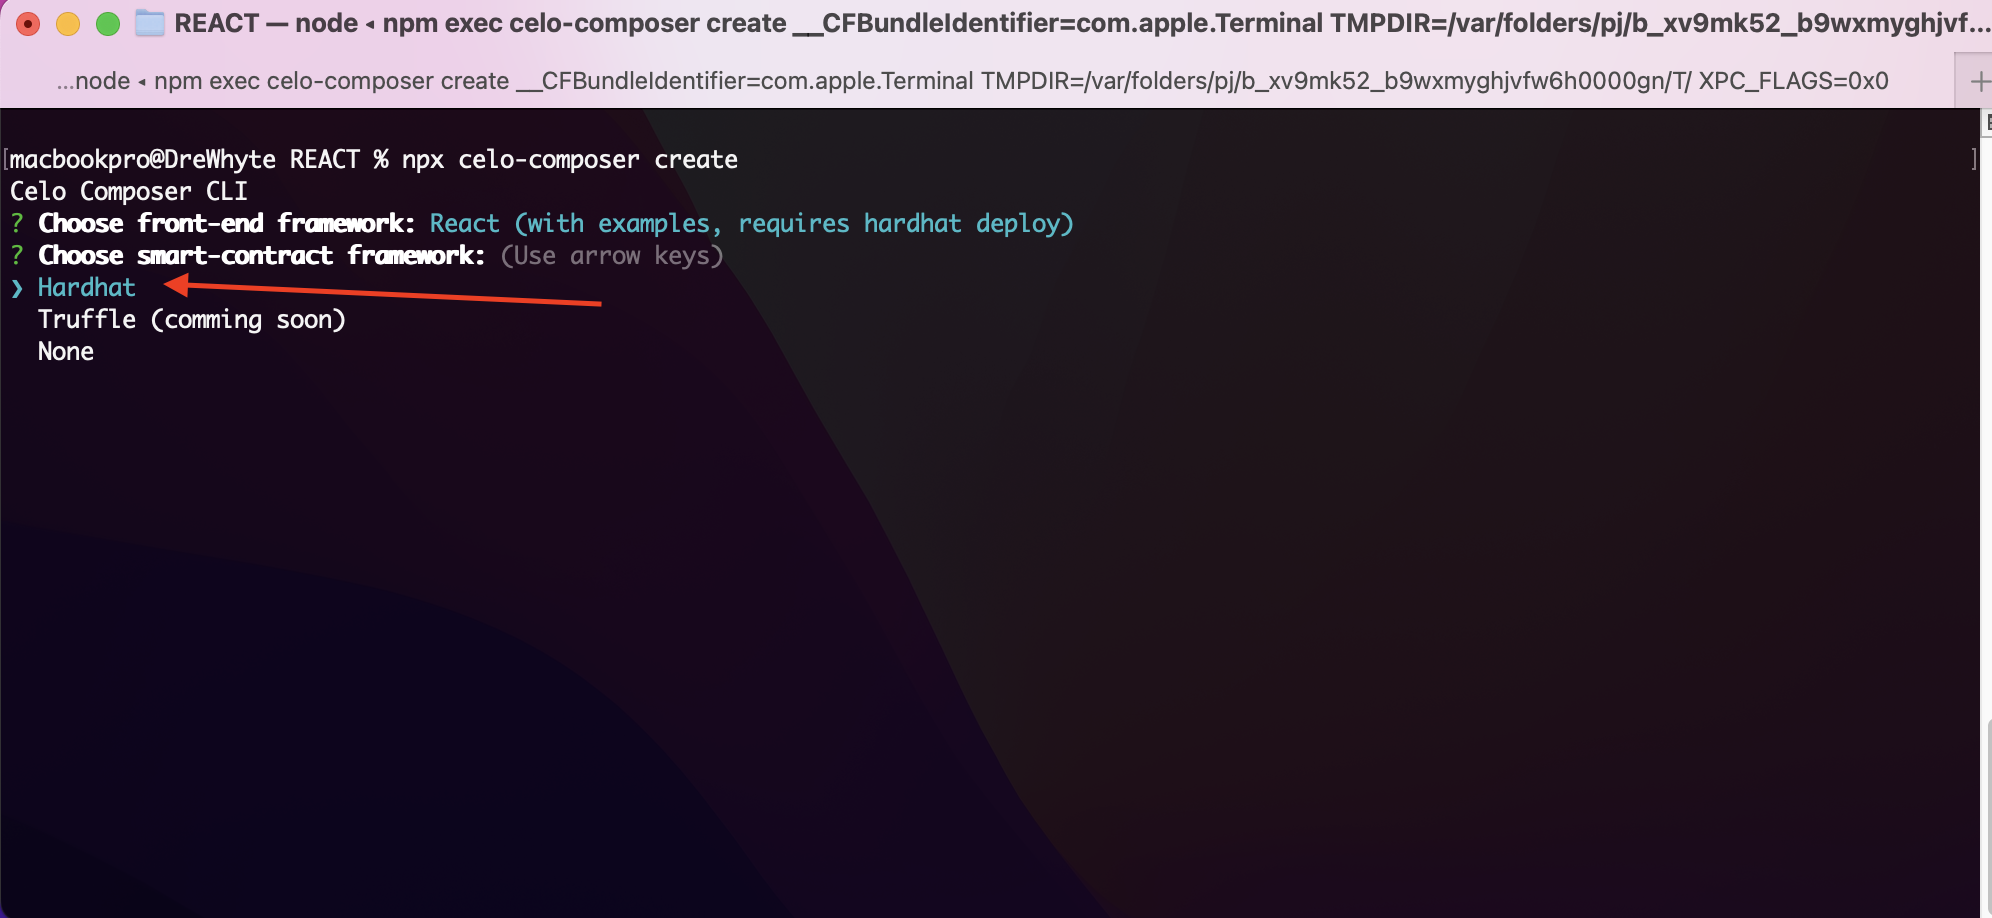 REACT — node ◂ npm exec celo-composer create __CFBundleIdentifier=com.apple.Terminal TMPDIR=/var/folders/pj/b_xv9mk52_b9wxmyghjvf...
...node ◂ npm exec celo-composer create __CFBundleIdentifier=com.apple.Terminal TMPDIR=/var/folders/pj/b_xv9mk52_b9wxmyghjvfw6h0000gn/T/ XPC_FLAGS=0x0 +
[macbookpro@DreWhyte REACT % npx celo-composer create ]
Celo Composer CLI
? Choose front-end framework: React (with examples, requires hardhat deploy)
? Choose smart-contract framework: (Use arrow keys)
❯ Hardhat
Truffle (comming soon)
None